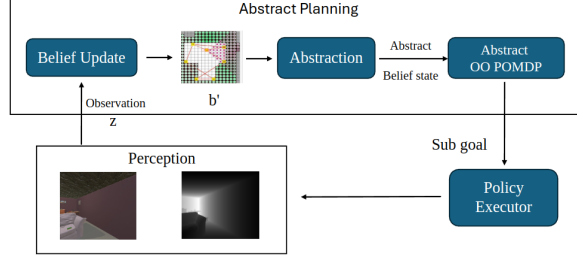 Abstract Planning
Belief Update
b'
Abstraction
Abstract
Belief state
Abstract
OO POMDP
Observation
z
Sub goal
Perception
Policy
Executor